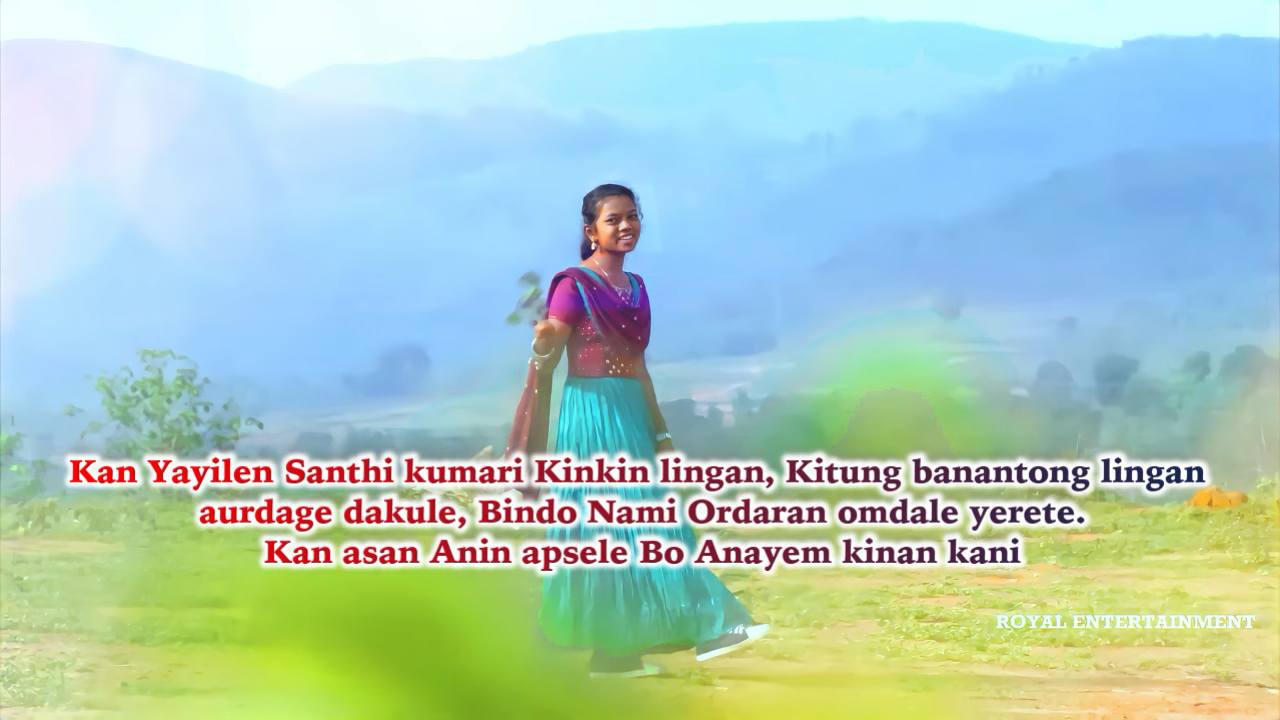 Kan Yayilen Santhi kumari Kinkin lingan, Kitung banantong lingan
aurdage dakule, Bindo Nami Ordaran omdale yerete.
Kan asan Anin apsele Bo Anayem kinan kani
ROYAL ENTERTAINMENT